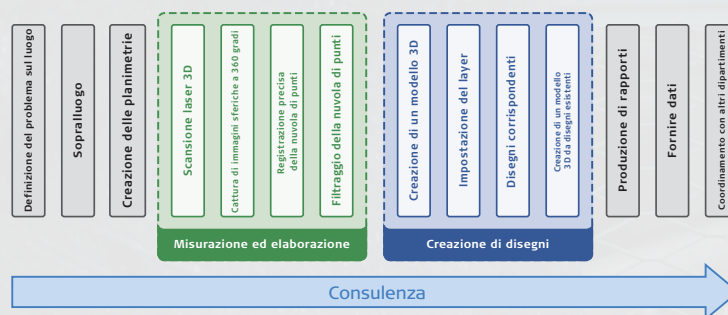 Definizione del problema sul luogo
Sopralluogo
Creazione delle planimetrie
Scansione laser 3D
Cattura di immagini sferiche a 360 gradi
Registrazione precisa
della nuvola di punti
Filtraggio della nuvola di punti
Misurazione ed elaborazione
Creazione di un modello 3D
Impostazione del layer
Disegni corrispondenti
Creazione di un modello
3D da disegni esistenti
Creazione di disegni
Produzione di rapporti
Fornire dati
Coordinamento con altri dipartimenti
Consulenza